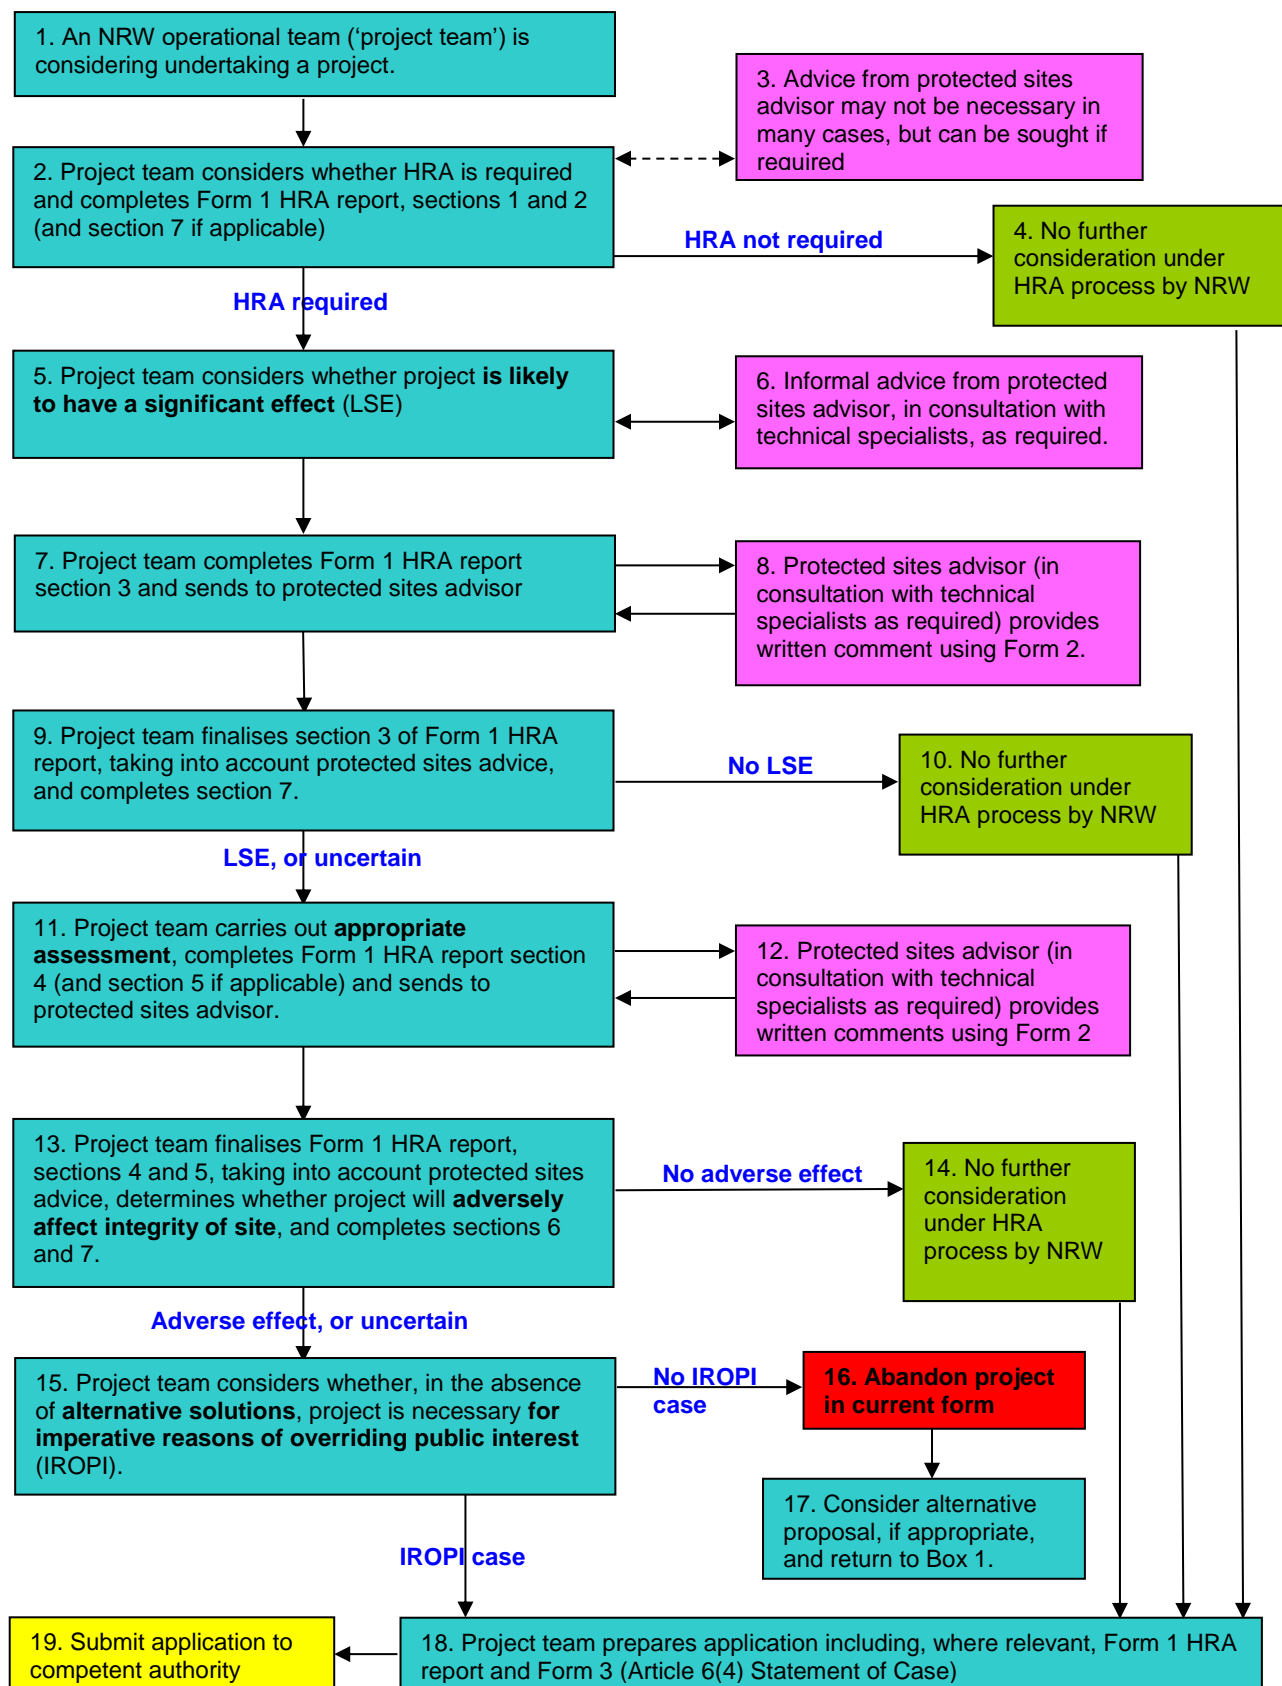 1. An NRW operational team (‘project team’) is
considering undertaking a project.
3. Advice from protected sites
advisor may not be necessary in
many cases, but can be sought if
required
2. Project team considers whether HRA is required
and completes Form 1 HRA report, sections 1 and 2
(and section 7 if applicable)
HRA not required
4. No further
consideration under
HRA process by NRW
HRA required
5. Project team considers whether project is likely
to have a significant effect (LSE)
6. Informal advice from protected
sites advisor, in consultation with
technical specialists, as required.
7. Project team completes Form 1 HRA report
section 3 and sends to protected sites advisor
8. Protected sites advisor (in
consultation with technical
specialists as required) provides
written comment using Form 2.
9. Project team finalises section 3 of Form 1 HRA
report, taking into account protected sites advice,
and completes section 7.
No LSE
10. No further
consideration under
HRA process by NRW
LSE, or uncertain
11. Project team carries out appropriate
assessment, completes Form 1 HRA report section
4 (and section 5 if applicable) and sends to
protected sites advisor.
12. Protected sites advisor (in
consultation with technical
specialists as required) provides
written comments using Form 2
13. Project team finalises Form 1 HRA report,
sections 4 and 5, taking into account protected sites
advice, determines whether project will adversely
affect integrity of site, and completes sections 6
and 7.
No adverse effect
14. No further
consideration
under HRA
process by NRW
Adverse effect, or uncertain
15. Project team considers whether, in the absence
of alternative solutions, project is necessary for
imperative reasons of overriding public interest
(IROPI).
No IROPI
case
16. Abandon project
in current form
17. Consider alternative
proposal, if appropriate,
and return to Box 1.
IROPI case
19. Submit application to
competent authority
18. Project team prepares application including, where relevant, Form 1 HRA
report and Form 3 (Article 6(4) Statement of Case)